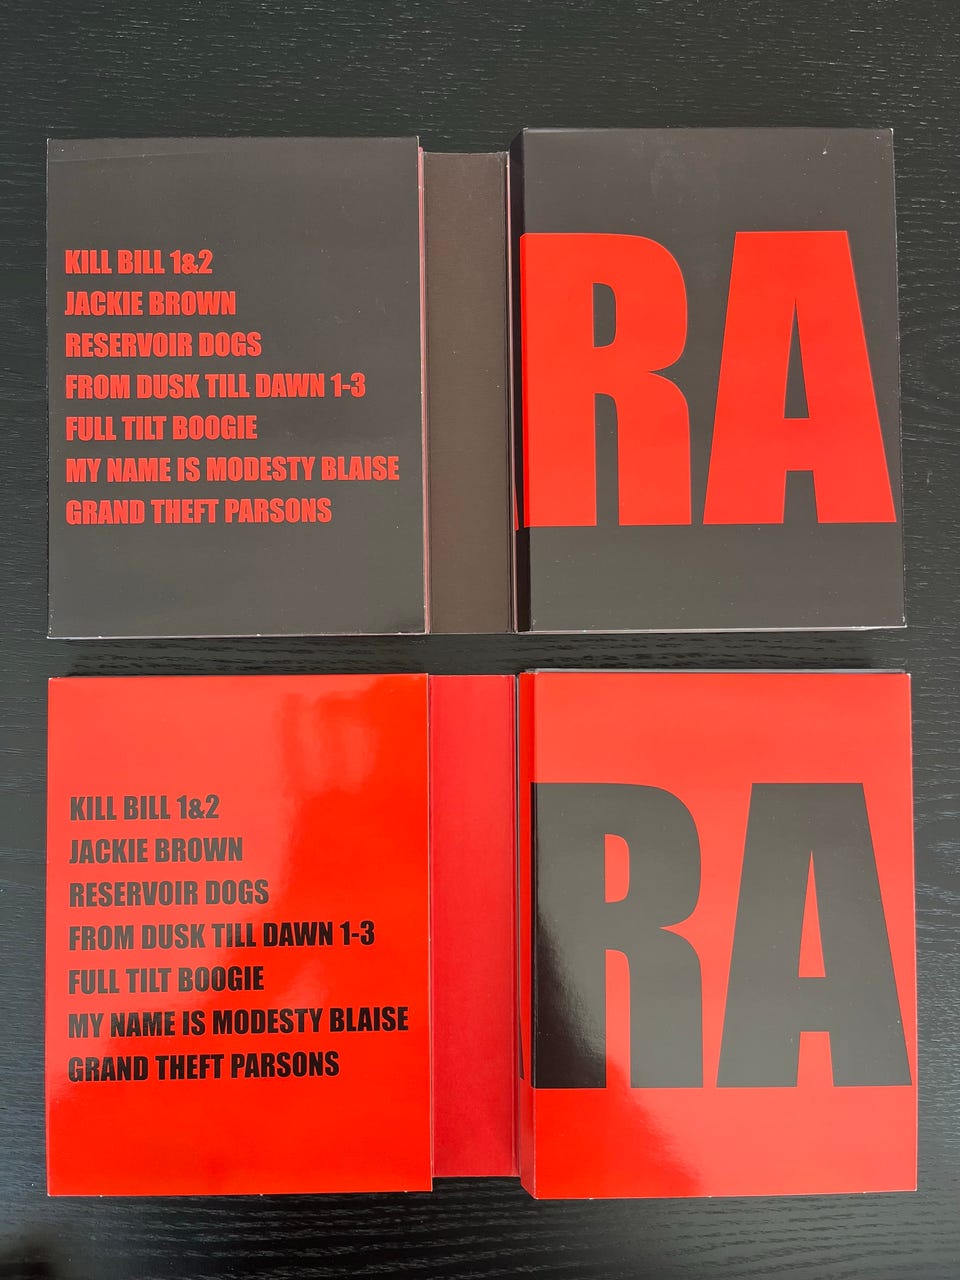 KILL BILL 1&2
JACKIE BROWN
RESERVOIR DOGS
FROM DUSK TILL DAWN 1-3
FULL TILT BOOGIE
MY NAME IS MODESTY BLAISE
GRAND THEFT PARSONS
RA
KILL BILL 1&2
JACKIE BROWN
RESERVOIR DOGS
FROM DUSK TILL DAWN 1-3
FULL TILT BOOGIE
MY NAME IS MODESTY BLAISE
GRAND THEFT PARSONS
RA